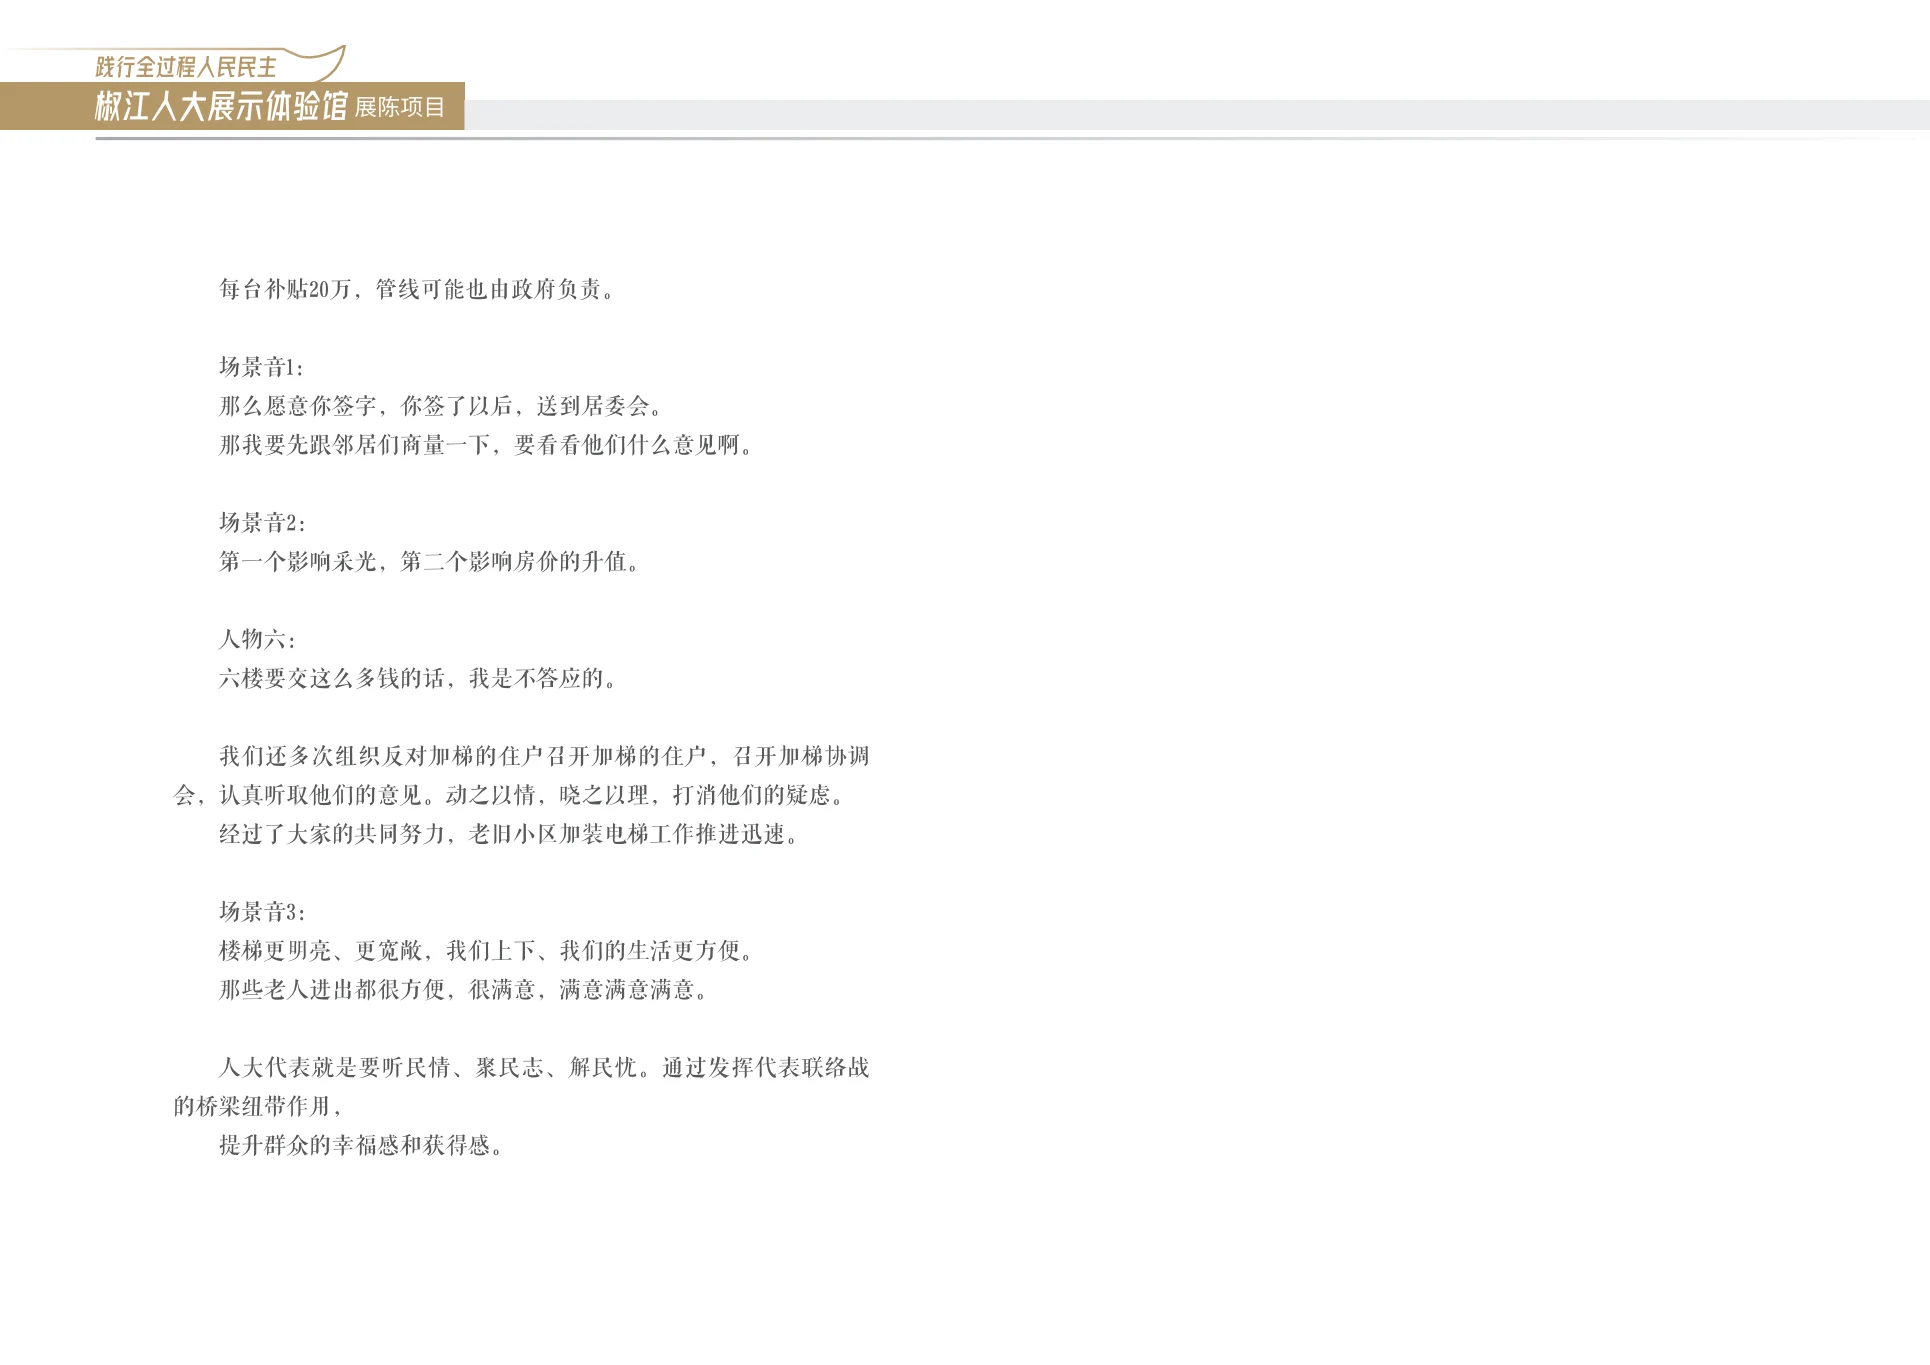 践行全过程人民民主
椒江人大展示体验馆 展陈项目
每台补贴20万，管线可能也由政府负责。
场景音1：
那么愿意你签字，你签了以后，送到居委会。
那我要先跟邻居们商量一下，要看看他们什么意见啊。
场景音2：
第一个影响采光，第二个影响房价的升值。
人物六：
六楼要交这么多钱的话，我是不答应的。
我们还多次组织反对加梯的住户召开加梯的住户，召开加梯协调
会，认真听取他们的意见。动之以情，晓之以理，打消他们的疑虑。
经过了大家的共同努力，老旧小区加装电梯工作推进迅速。
场景音3：
楼梯更明亮、更宽敞，我们上下、我们的生活更方便。
那些老人进出都很方便，很满意，满意满意满意。
人大代表就是要听民情、聚民志、解民忧。通过发挥代表联络战
的桥梁纽带作用，
提升群众的幸福感和获得感。